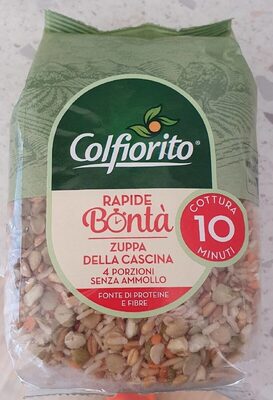 Colfiorito®
RAPIDE
Bontà
ZUPPA
DELLA CASCINA
4 PORZIONI
SENZA AMMOLLO
FONTE DI PROTEINE
E FIBRE
COTTURA
10
MINUTI